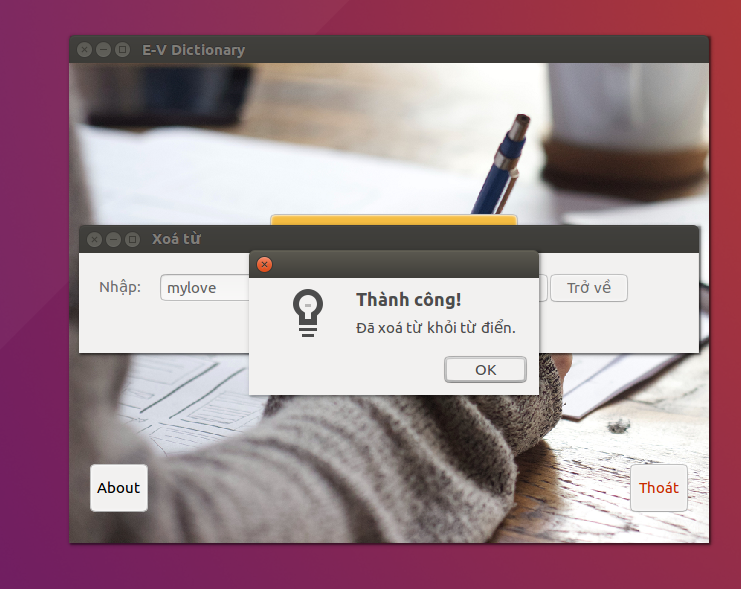 E-V Dictionary
Xoá từ
Nhập:
mylove
Trở về
Thành công!
Đã xoá từ khỏi từ điển.
OK
About
Thoát